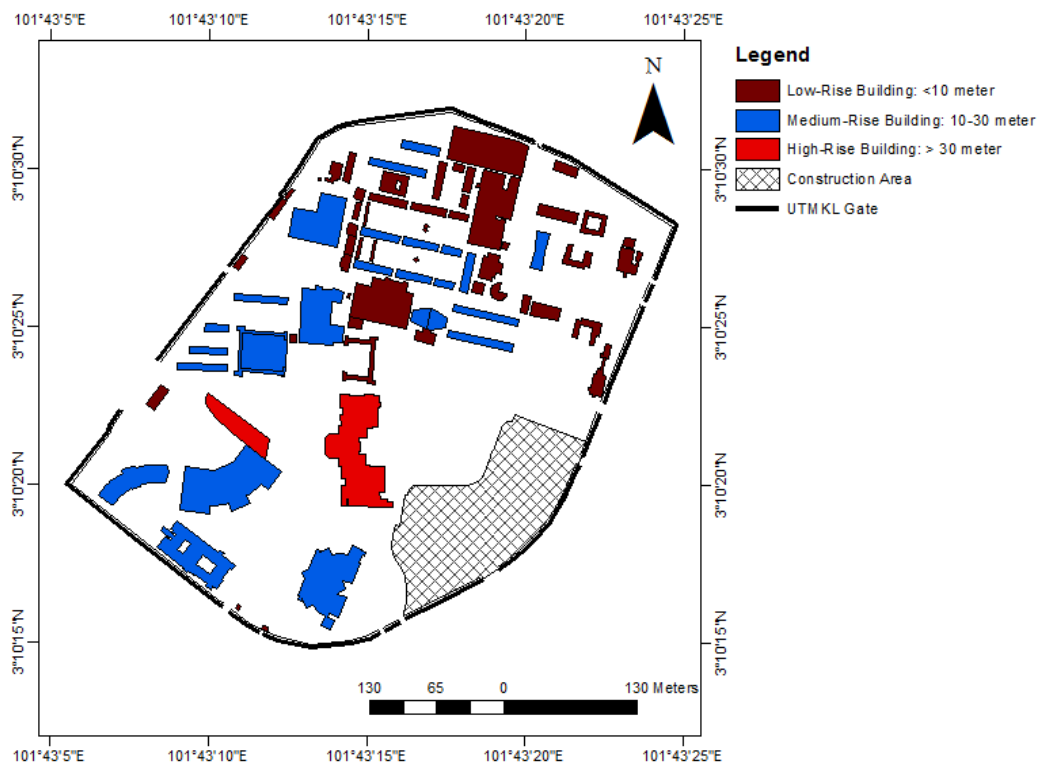 101°43'5"E 101°43'10"E 101°43'15"E 101°43'20"E 101°43'25"E
N
Legend
Low-Rise Building: <10 meter
Medium-Rise Building: 10-30 meter
High-Rise Building: > 30 meter
Construction Area
UTMKL Gate
3°10'30"N 3°10'30"N
3°10'25"N 3°10'25"N
3°10'20"N 3°10'20"N
3°10'15"N 3°10'15"N
130 65 0 130 Meters
101°43'5"E 101°43'10"E 101°43'15"E 101°43'20"E 101°43'25"E